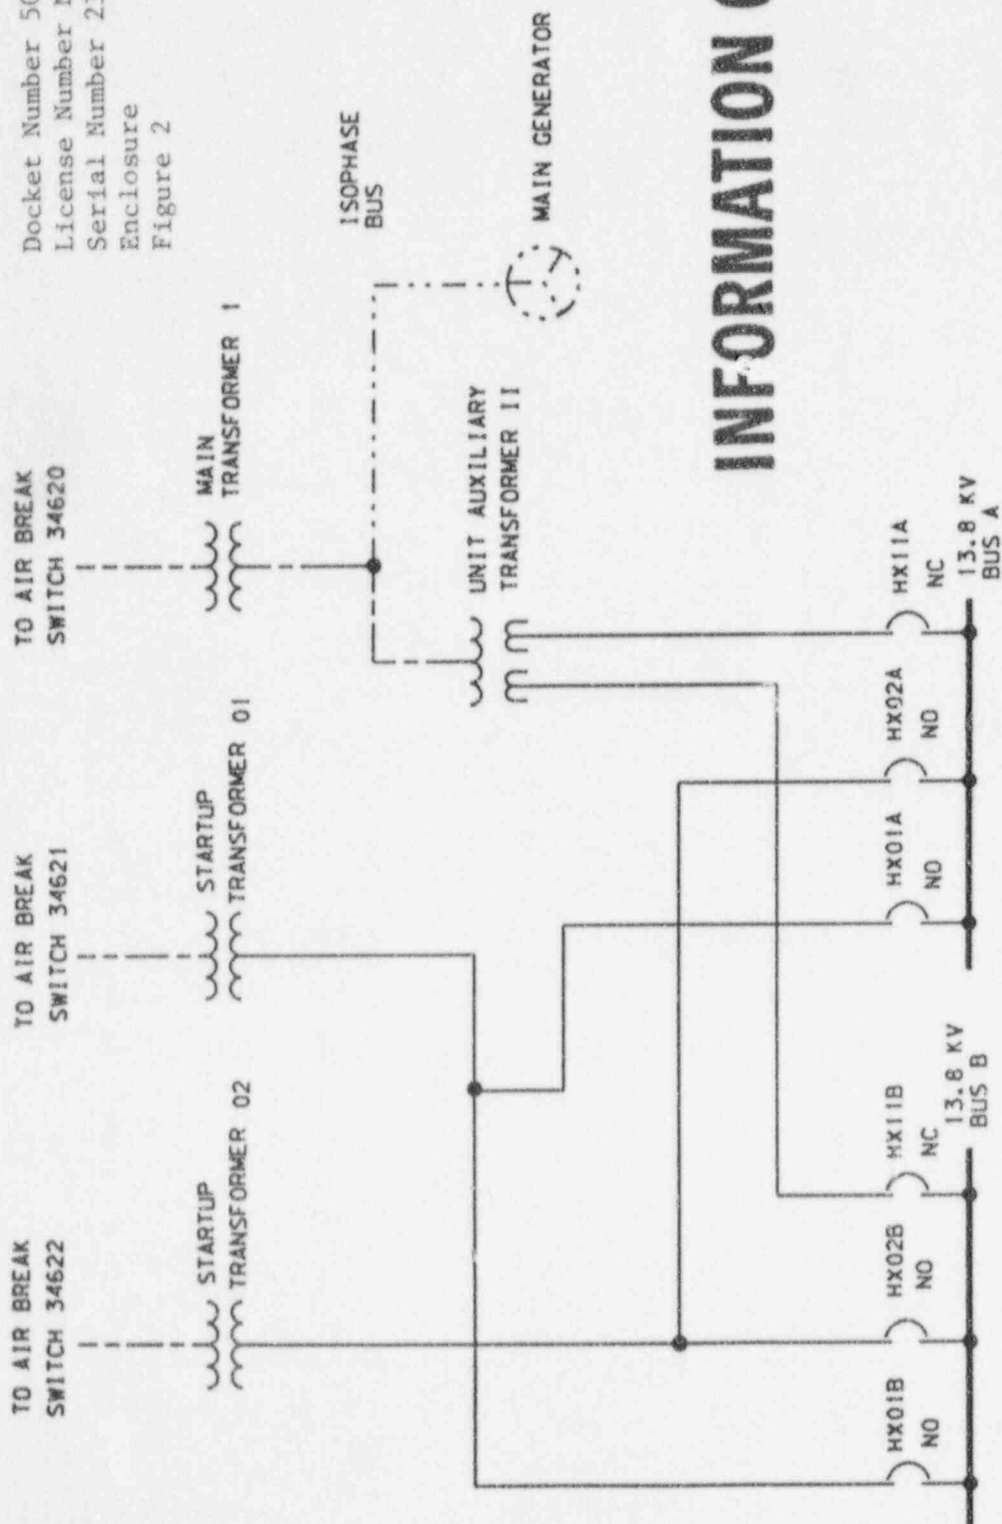 Docket Number
License Number
Serial Number
Enclosure
Figure 2
TO AIR BREAK
SWITCH 34622
TO AIR BREAK
SWITCH 34621
TO AIR BREAK
SWITCH 34620
STARTUP
TRANSFORMER 02
STARTUP
TRANSFORMER 01
MAIN
TRANSFORMER 1
ISOPHASE
BUS
UNIT AUXILIARY
TRANSFORMER 11
MAIN GENERATOR
INFORMATION
HX01B
NO
HX02B
NO
HX11B
NC
13.8 KV
BUS B
HX01A
NO
HX02A
NO
HX11A
NC
13.8 KV
BUS A